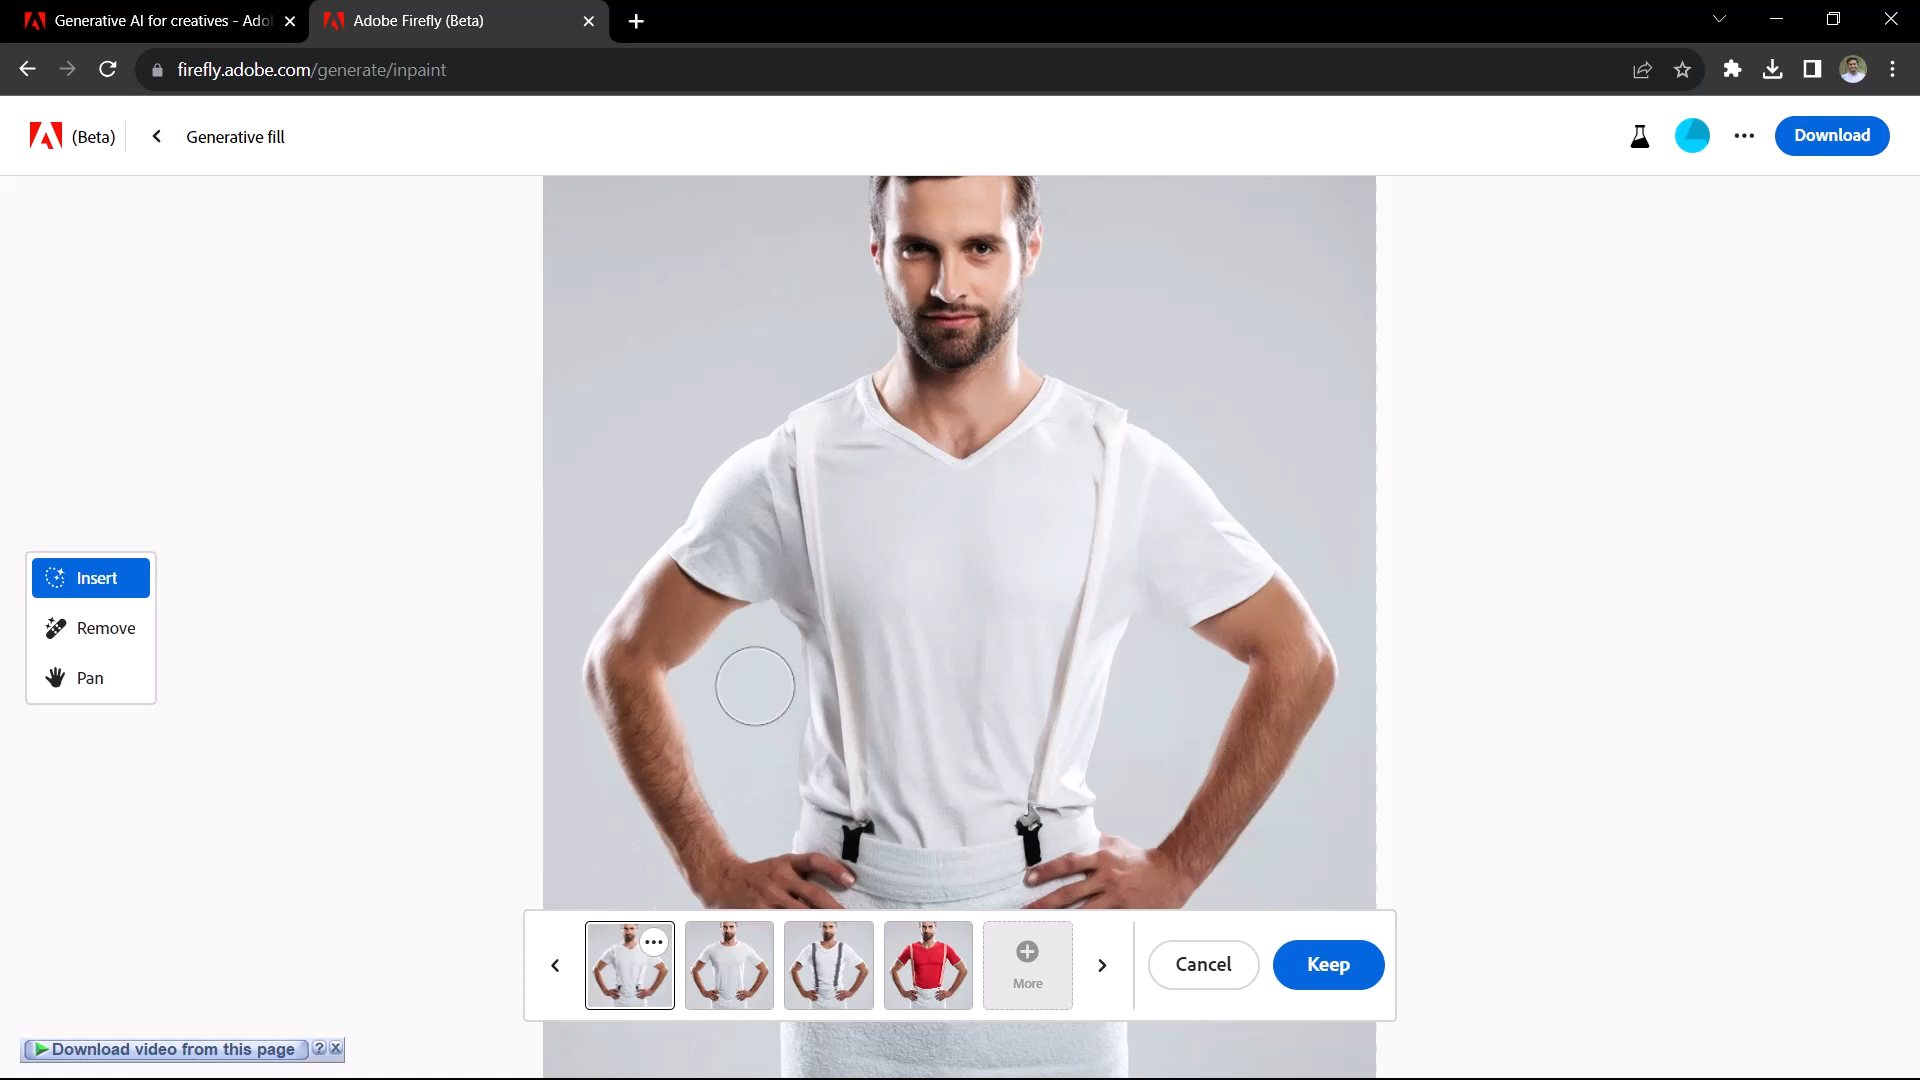 Generative AI for creatives - Ado
Adobe Firefly (Beta)
firefly.adobe.com/generate/inpaint
(Beta)
Generative fill
Download
Insert
Remove
Pan
More
Cancel
Keep
Download video from this page